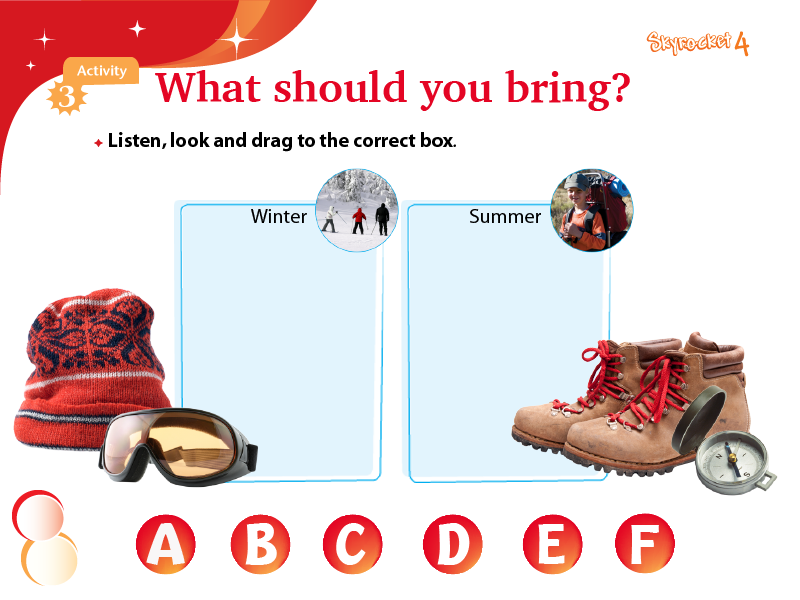 Skyrocket 4
Activity
3
What should you bring?
Listen, look and drag to the correct box.
Winter
Summer
N
S
A B C D E F